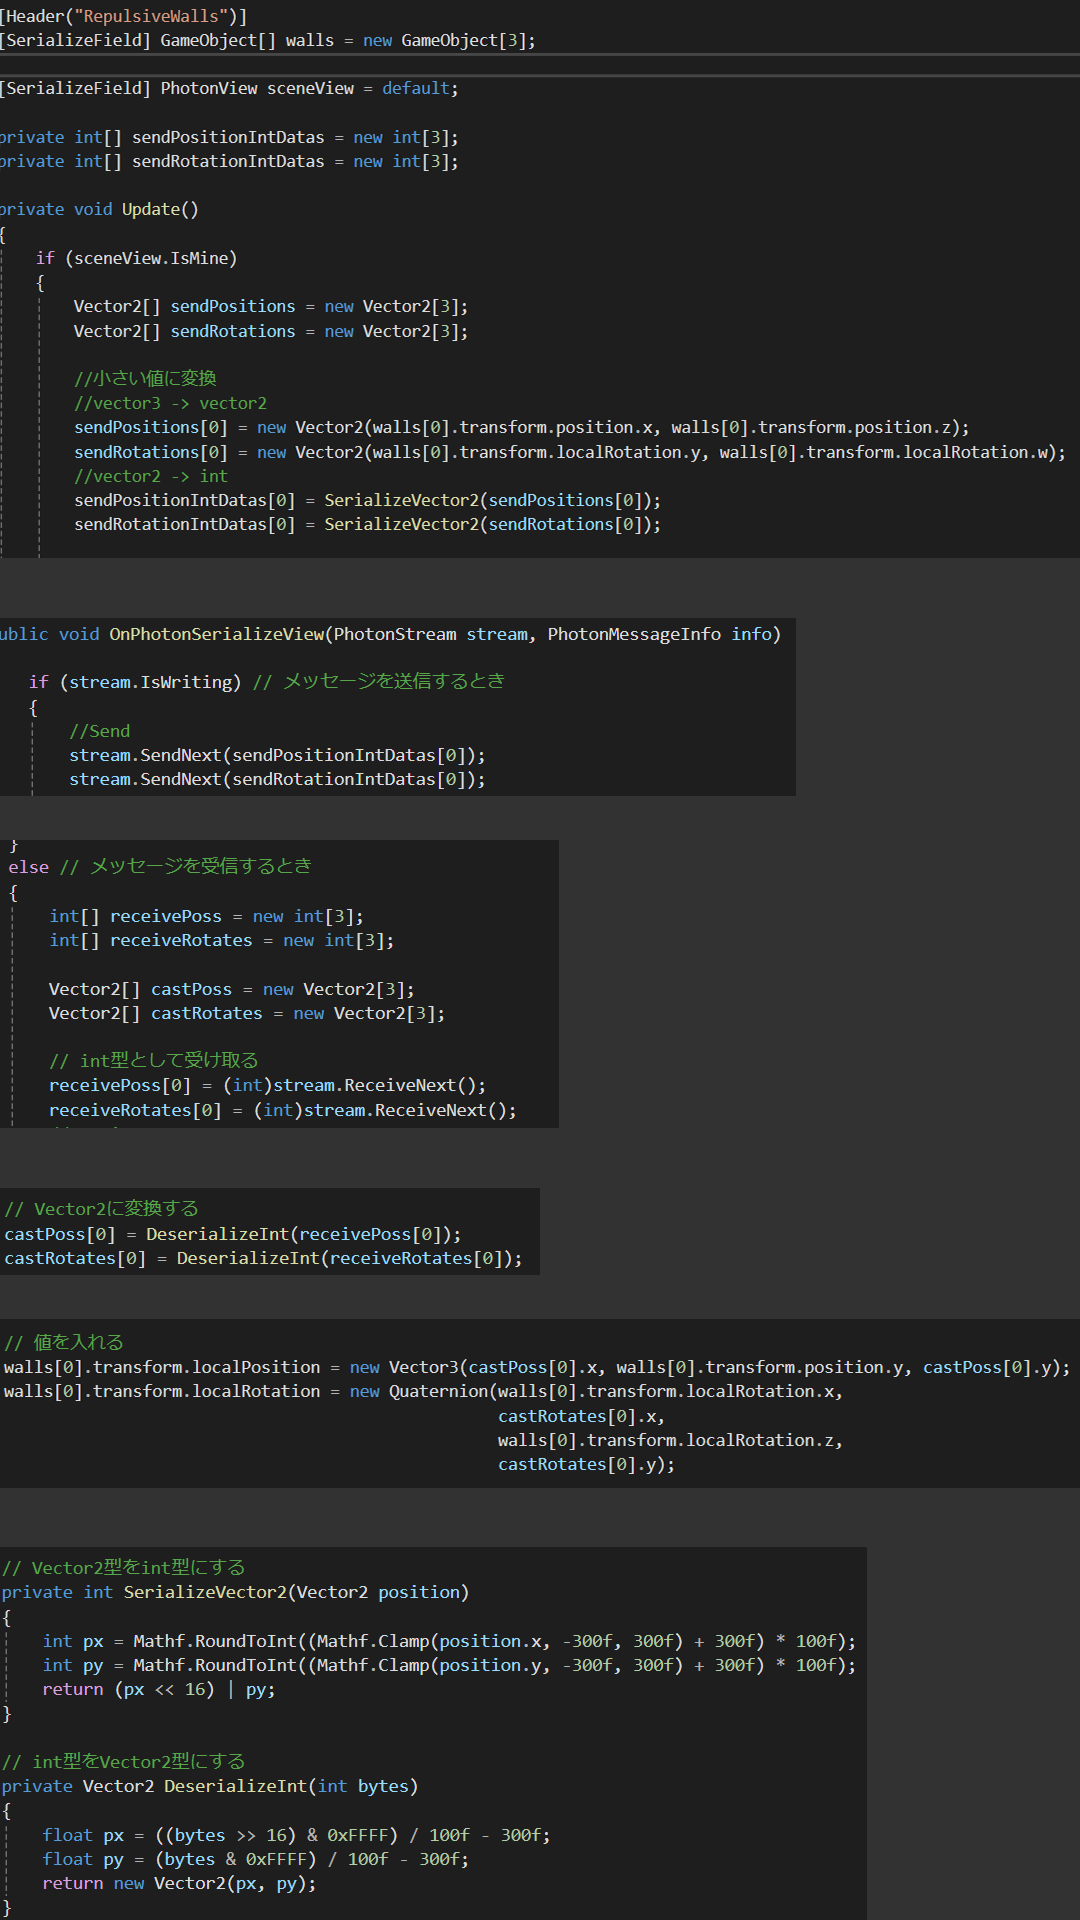 [Header("RepulsiveWalls")]
[SerializeField] GameObject[] walls = new GameObject[3];
[SerializeField] PhotonView sceneView = default;
private int[] sendPositionIntDatas = new int[3];
private int[] sendRotationIntDatas = new int[3];
private void Update()
{
if (sceneView.IsMine)
{
Vector2[] sendPositions = new Vector2[3];
Vector2[] sendRotations = new Vector2[3];
//小さい値に変換
//vector3 -> vector2
sendPositions[0] = new Vector2(walls[0].transform.position.x, walls[0].transform.position.z);
sendRotations[0] = new Vector2(walls[0].transform.localRotation.y, walls[0].transform.localRotation.w);
//vector2 -> int
sendPositionIntDatas[0] = SerializeVector2(sendPositions[0]);
sendRotationIntDatas[0] = SerializeVector2(sendRotations[0]);
ublic void OnPhotonSerializeView(PhotonStream stream, PhotonMessageInfo info)
if (stream.IsWriting) // メッセージを送信するとき
{
//Send
stream.SendNext(sendPositionIntDatas[0]);
stream.SendNext(sendRotationIntDatas[0]);
}
else // メッセージを受信するとき
{
int[] receivePoss = new int[3];
int[] receiveRotates = new int[3];
Vector2[] castPoss = new Vector2[3];
Vector2[] castRotates = new Vector2[3];
// int型として受け取る
receivePoss[0] = (int)stream.ReceiveNext();
receiveRotates[0] = (int)stream.ReceiveNext();
// Vector2に変換する
castPoss[0] = DeserializeInt(receivePoss[0]);
castRotates[0] = DeserializeInt(receiveRotates[0]);
// 値を入れる
walls[0].transform.localPosition = new Vector3(castPoss[0].x, walls[0].transform.position.y, castPoss[0].y);
walls[0].transform.localRotation = new Quaternion(walls[0].transform.localRotation.x,
castRotates[0].x,
walls[0].transform.localRotation.z,
castRotates[0].y);
// Vector2型をint型にする
private int SerializeVector2(Vector2 position)
{
int px = Mathf.RoundToInt((Mathf.Clamp(position.x, -300f, 300f) + 300f) * 100f);
int py = Mathf.RoundToInt((Mathf.Clamp(position.y, -300f, 300f) + 300f) * 100f);
return (px << 16) | py;
}
// int型をVector2型にする
private Vector2 DeserializeInt(int bytes)
{
float px = ((bytes >> 16) & 0xFFFF) / 100f - 300f;
float py = (bytes & 0xFFFF) / 100f - 300f;
return new Vector2(px, py);
}